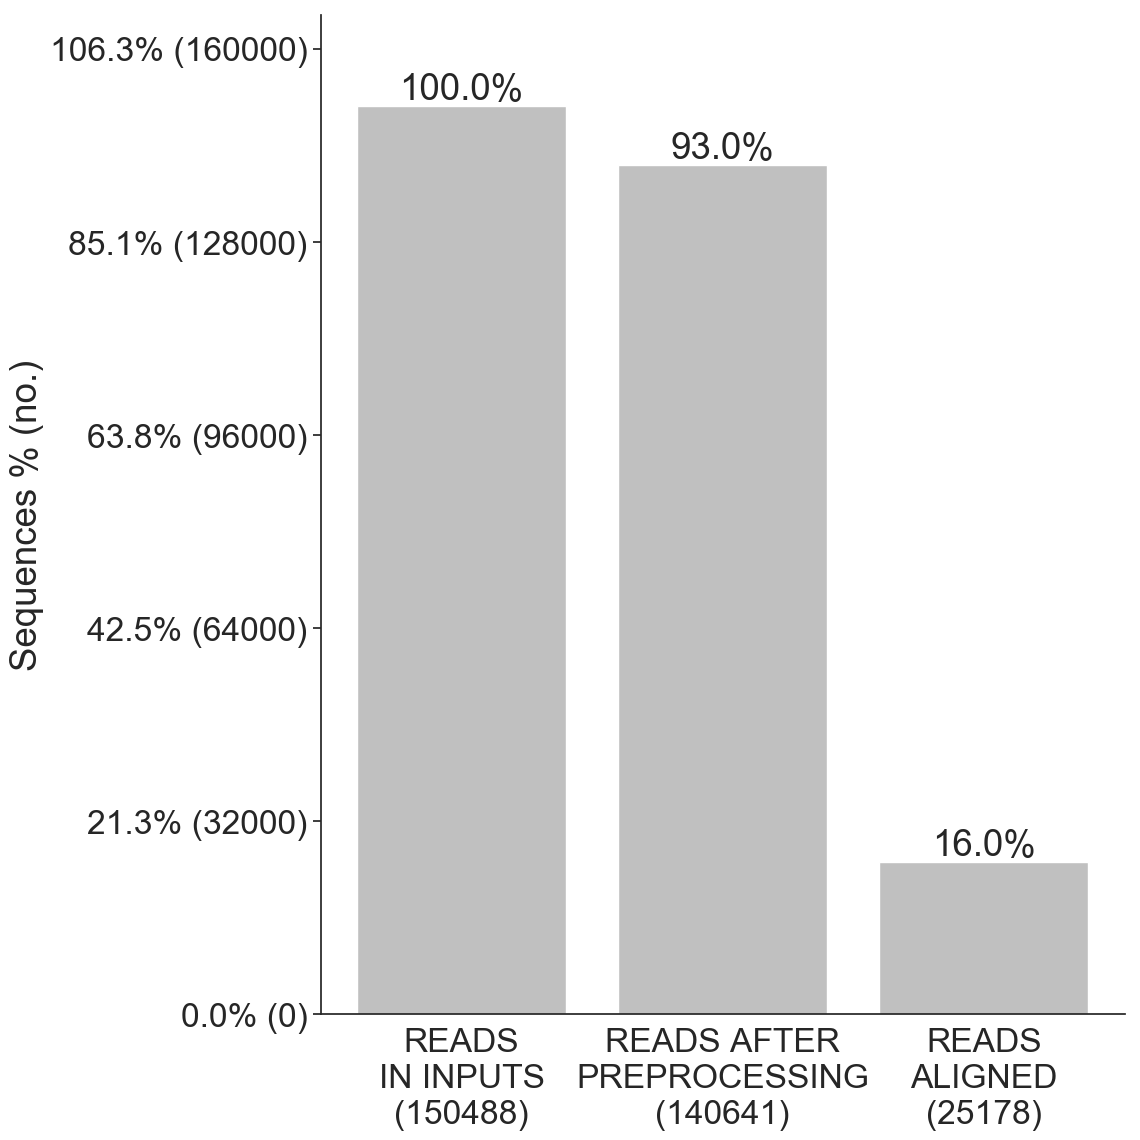 Sequences % (no.)
106.3% (160000)
85.1% (128000)
63.8% (96000)
42.5% (64000)
21.3% (32000)
0.0% (0)
100.0%
93.0%
16.0%
READS
IN INPUTS
(150488)
READS AFTER
PREPROCESSING
(140641)
READS
ALIGNED
(25178)